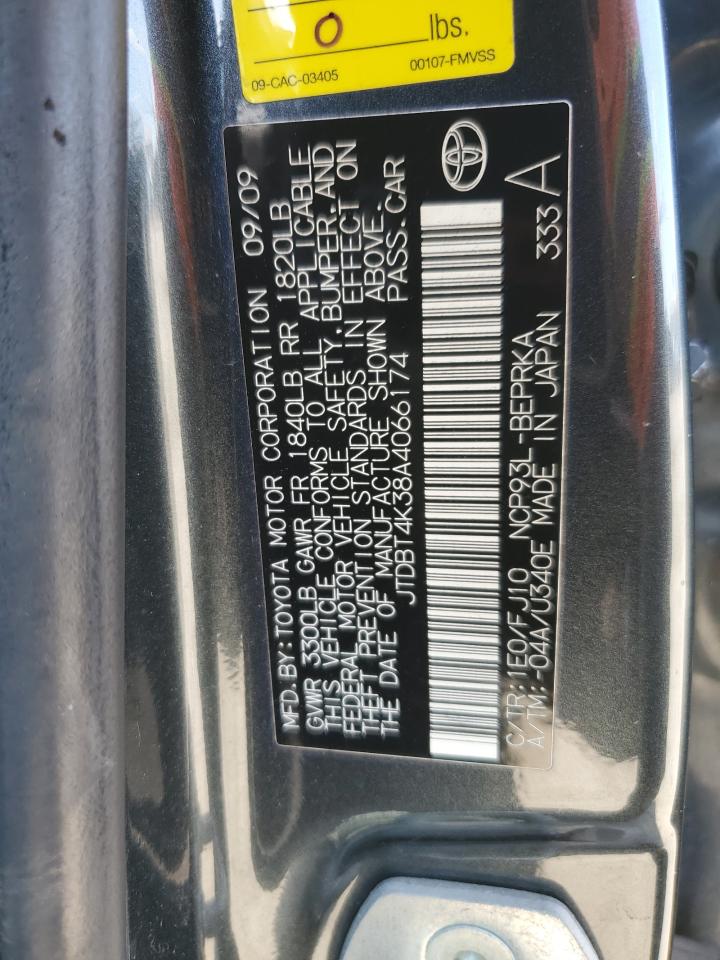 0 lbs.
09-CAC-03405 00107-FMVSS
MFD. BY: TOYOTA MOTOR CORPORATION 09/09
GVWR 3300LB GAWR FR 1840LB RR 1820LB
THIS VEHICLE CONFORMS TO ALL APPLICABLE
FEDERAL MOTOR VEHICLE SAFETY, BUMPER, AND
THEFT PREVENTION STANDARDS IN EFFECT ON
THE DATE OF MANUFACTURE SHOWN ABOVE.
JTDBT4K38A4066174 PASS. CAR
C/TR: 1E0/FJ10 NCP93L-BEPRKA 333 A
A/TM: -04A/U340E MADE IN JAPAN